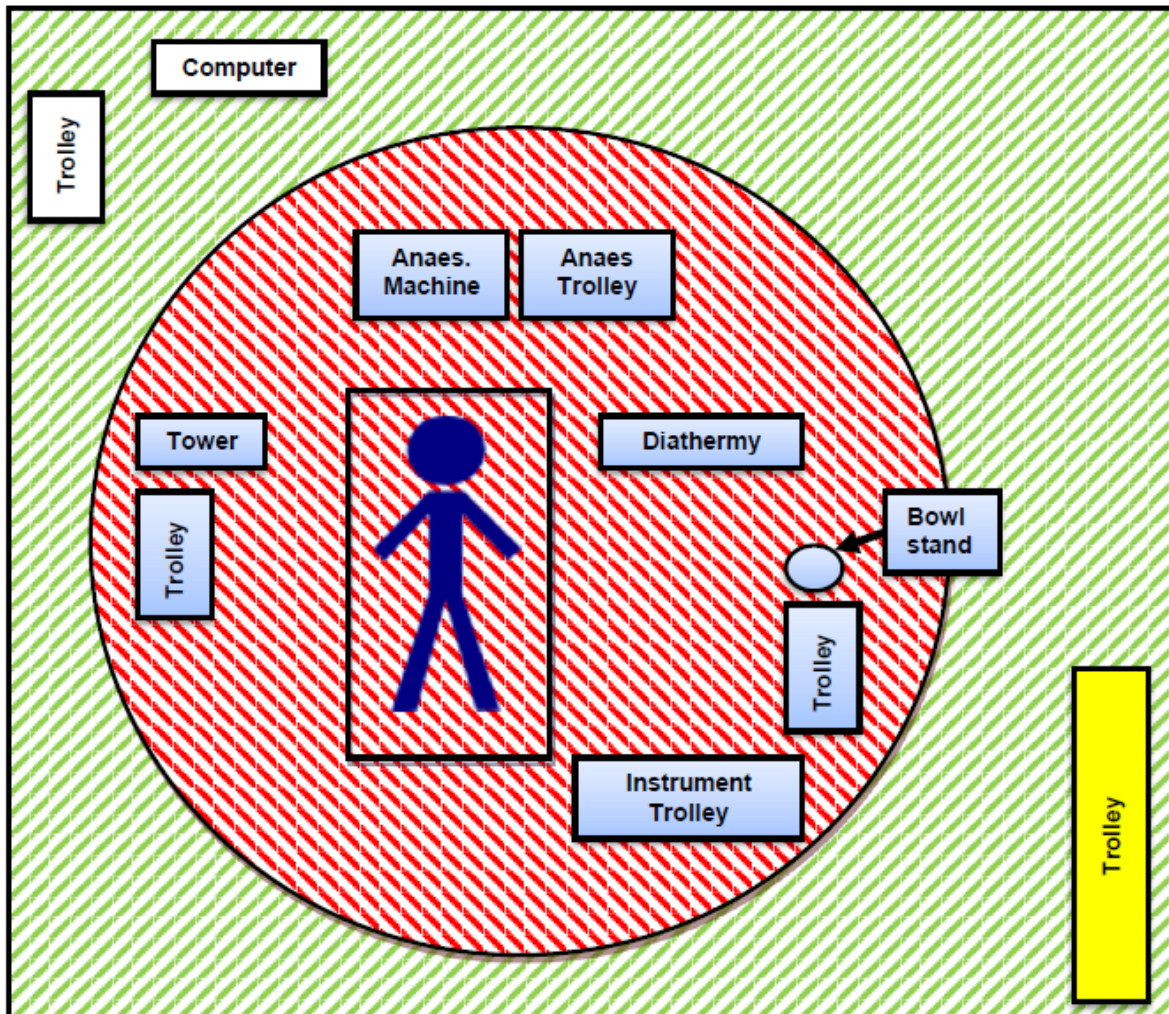 Computer
Trolley
Anaes.
Machine
Anaes
Trolley
Tower
Diathermy
Trolley
Bowl
stand
Trolley
Instrument
Trolley
Trolley